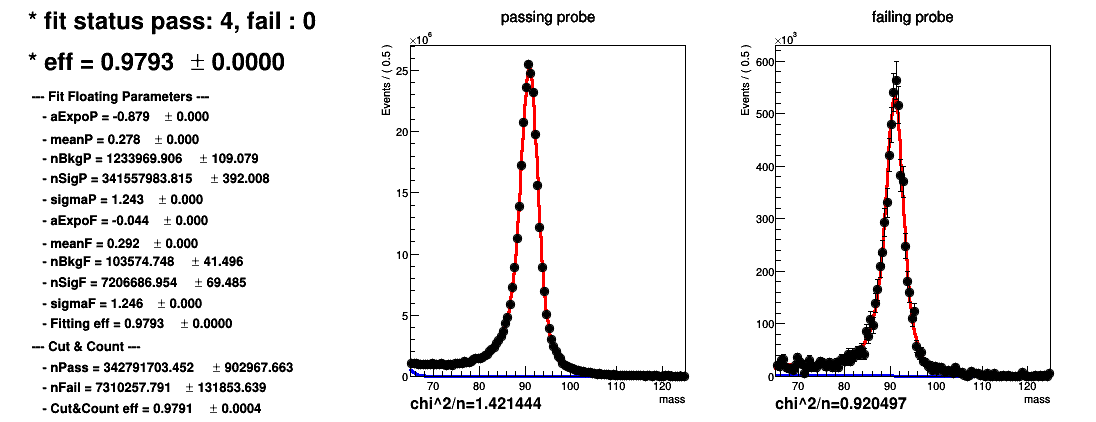 * fit status pass: 4, fail : 0
* eff = 0.9793 ± 0.0000
--- Fit Floating Parameters ---
- aExpoP = -0.879 ± 0.000
- meanP = 0.278 ± 0.000
- nBkgP = 1233969.906 ± 109.079
- nSigP = 341557983.815 ± 392.008
- sigmaP = 1.243 ± 0.000
- aExpoF = -0.044 ± 0.000
- meanF = 0.292 ± 0.000
- nBkgF = 103574.748 ± 41.496
- nSigF = 7206686.954 ± 69.485
- sigmaF = 1.246 ± 0.000
- Fitting eff = 0.9793 ± 0.0000
--- Cut & Count ---
- nPass = 342791703.452 ± 902967.663
- nFail = 7310257.791 ± 131853.639
- Cut&Count eff = 0.9791 ± 0.0004
passing probe
×10^6
Events / ( 0.5 )
25
20
15
10
5
0
70 80 90 100 110 120
mass
chi^2/n=1.421444
failing probe
×10^3
Events / ( 0.5 )
600
500
400
300
200
100
0
70 80 90 100 110 120
mass
chi^2/n=0.920497